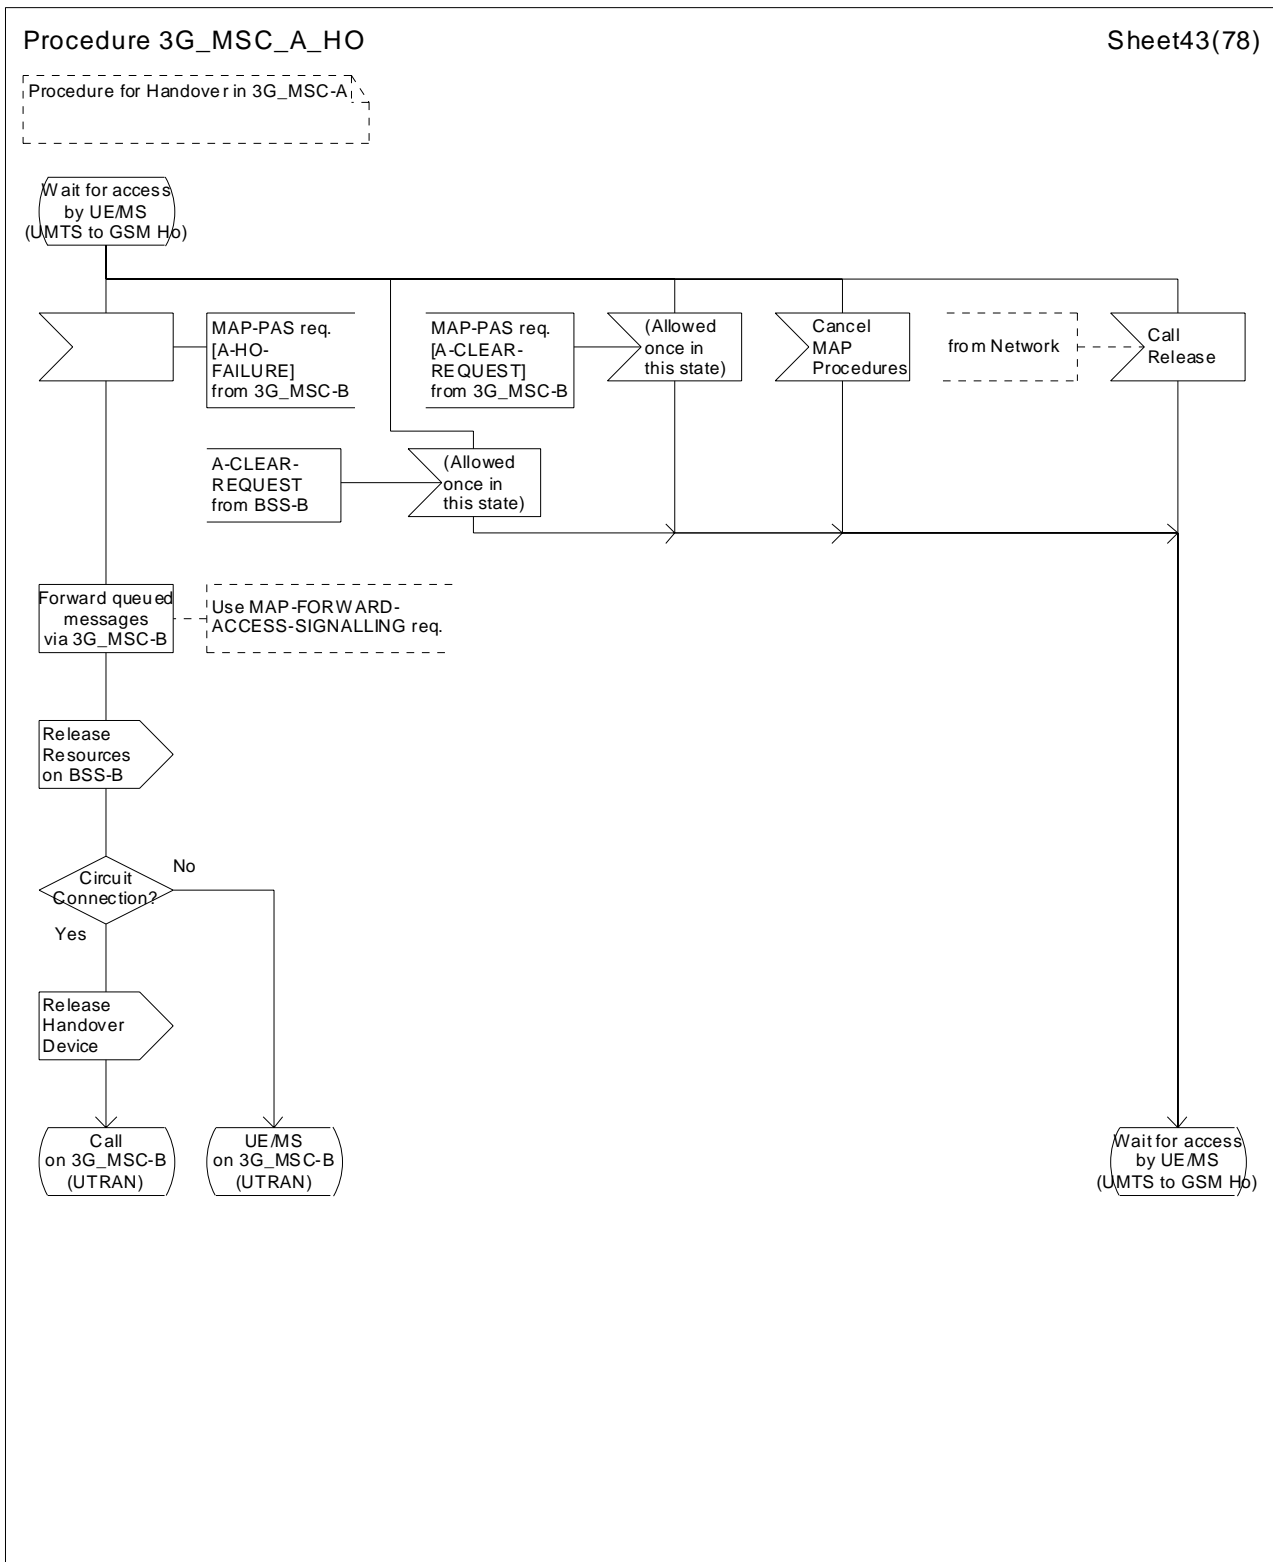 Procedure 3G_MSC_A_HO
Sheet43(78)
Procedure for Handover in 3G_MSC-A
Wait for access
by UE/MS
(UMTS to GSM Ho)
MAP-PAS req.
[A-HO-
FAILURE]
from 3G_MSC-B
MAP-PAS req.
[A-CLEAR-
REQUEST]
from 3G_MSC-B
(Allowed
once in
this state)
Cancel
MAP
Procedures
from Network
Call
Release
A-CLEAR-
REQUEST
from BSS-B
(Allowed
once in
this state)
Forward queued
messages
via 3G_MSC-B
Use MAP-FORWARD-
ACCESS-SIGNALLING req.
Release
Resources
on BSS-B
Circuit
Connection?
No
Yes
Release
Handover
Device
Call
on 3G_MSC-B
(UTRAN)
UE/MS
on 3G_MSC-B
(UTRAN)
Wait for access
by UE/MS
(UMTS to GSM Ho)